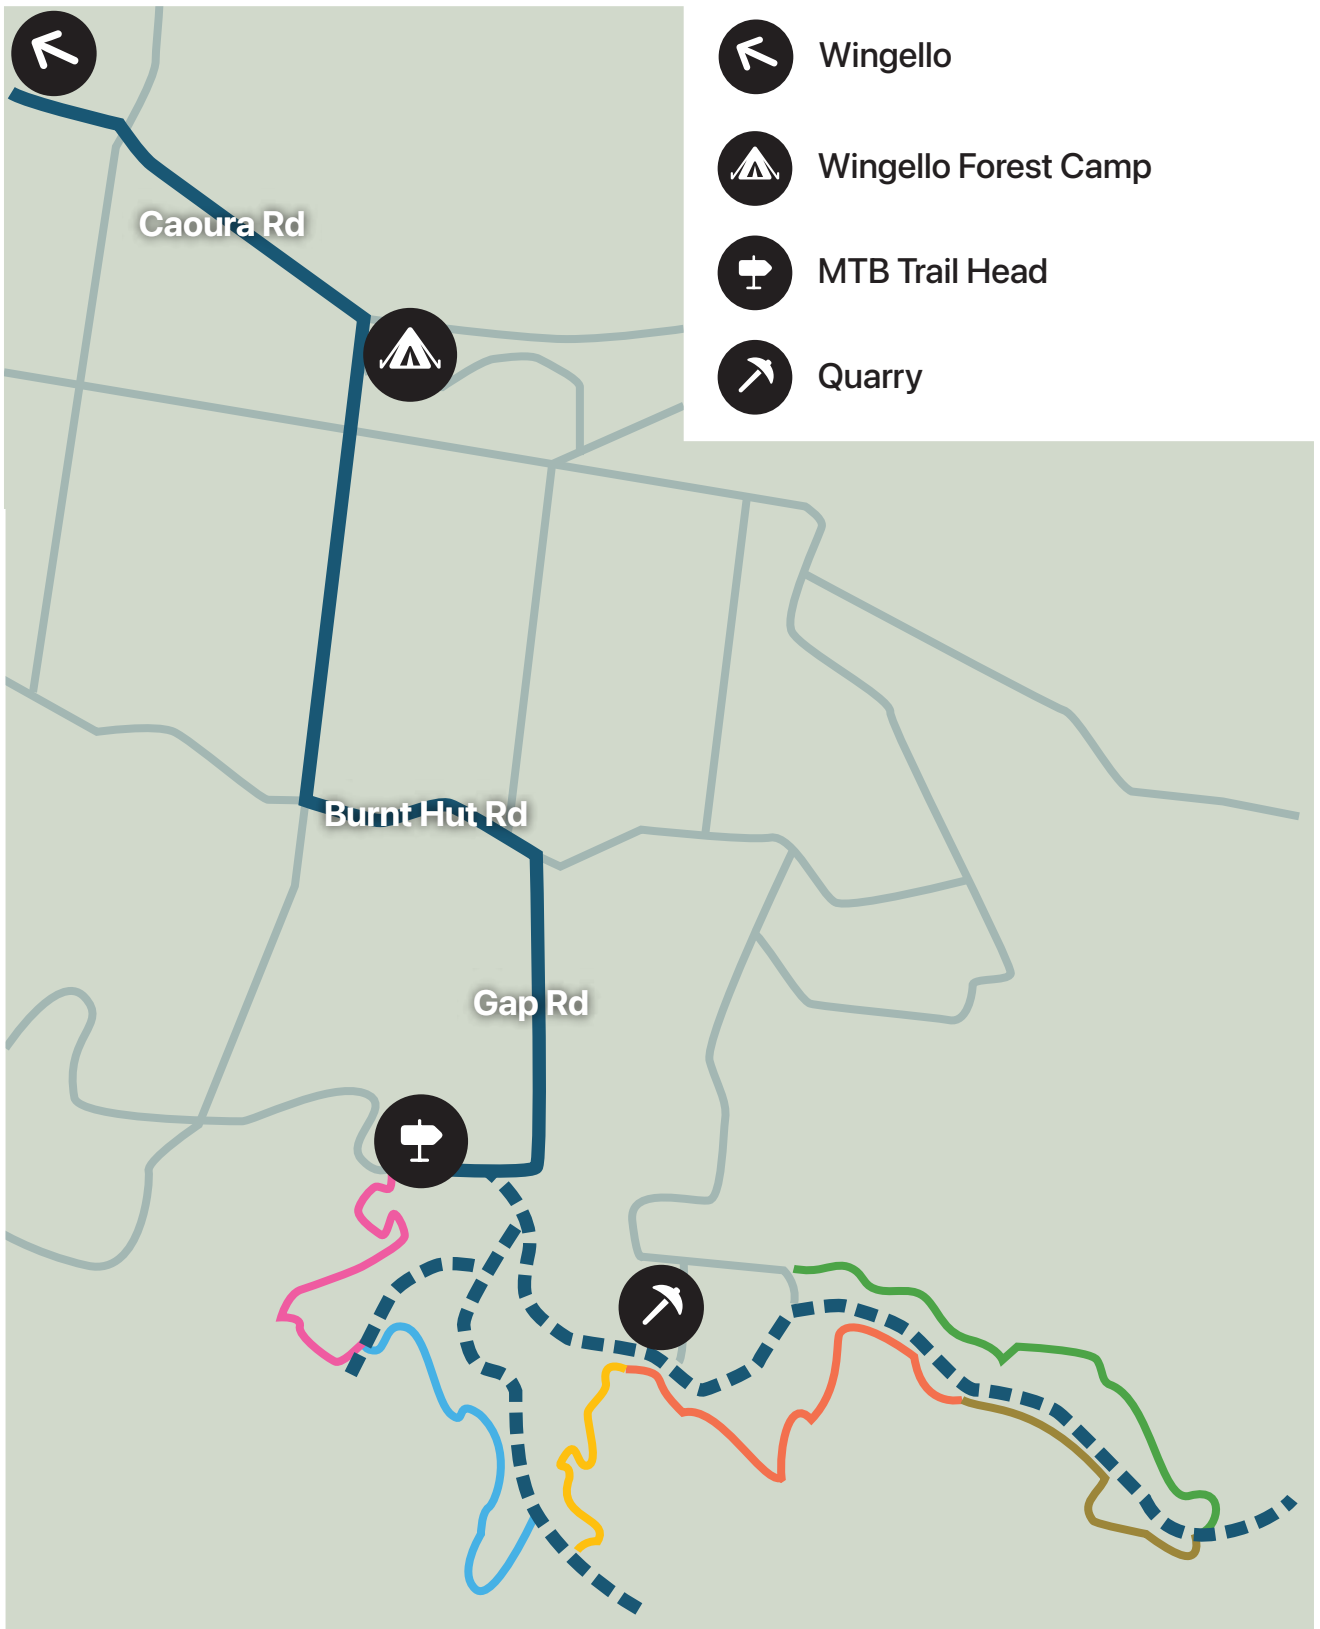 Wingello
Wingello Forest Camp
MTB Trail Head
Quarry
Caoura Rd
Burnt Hut Rd
Gap Rd